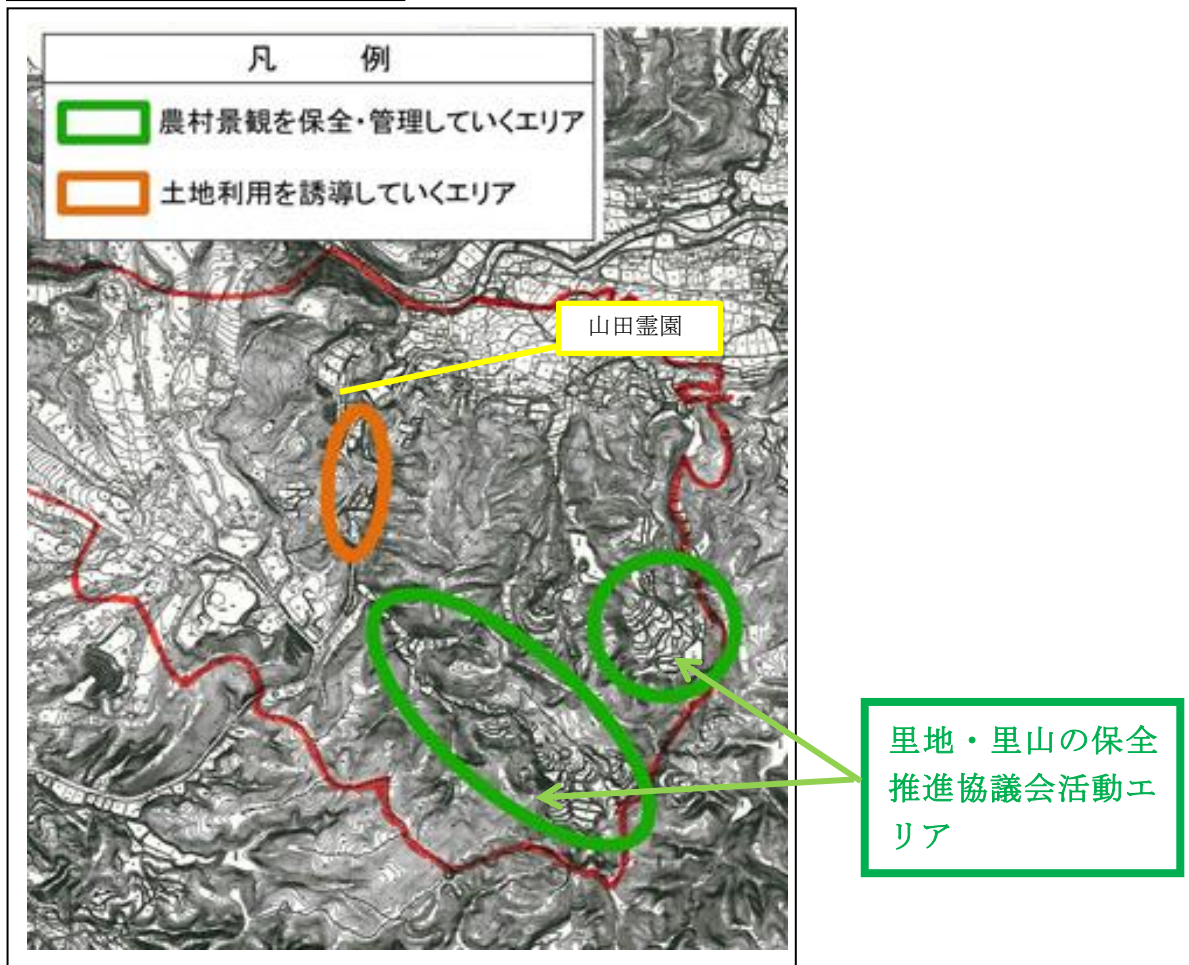 凡 例
農村景観を保全・管理していくエリア
土地利用を誘導していくエリア
山田霊園
里地・里山の保全
推進協議会活動エ
リア